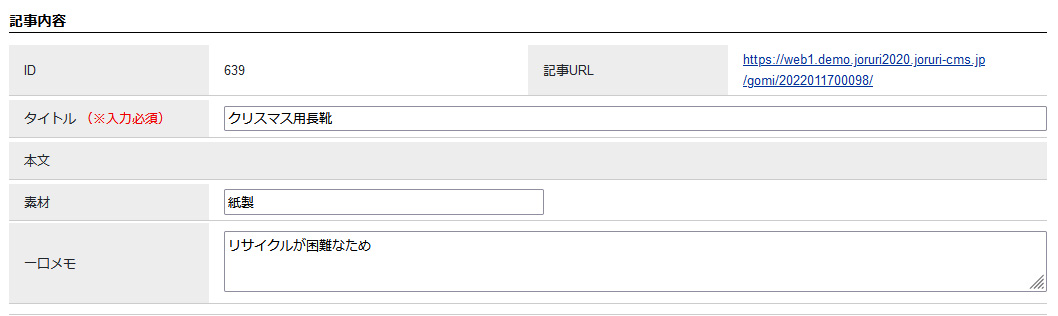 記事内容
ID 639 記事URL https://web1.demo.joruri2020.joruri-cms.jp
/gomi/2022011700098/
タイトル （※入力必須） クリスマス用長靴
本文
素材 紙製
一口メモ リサイクルが困難なため